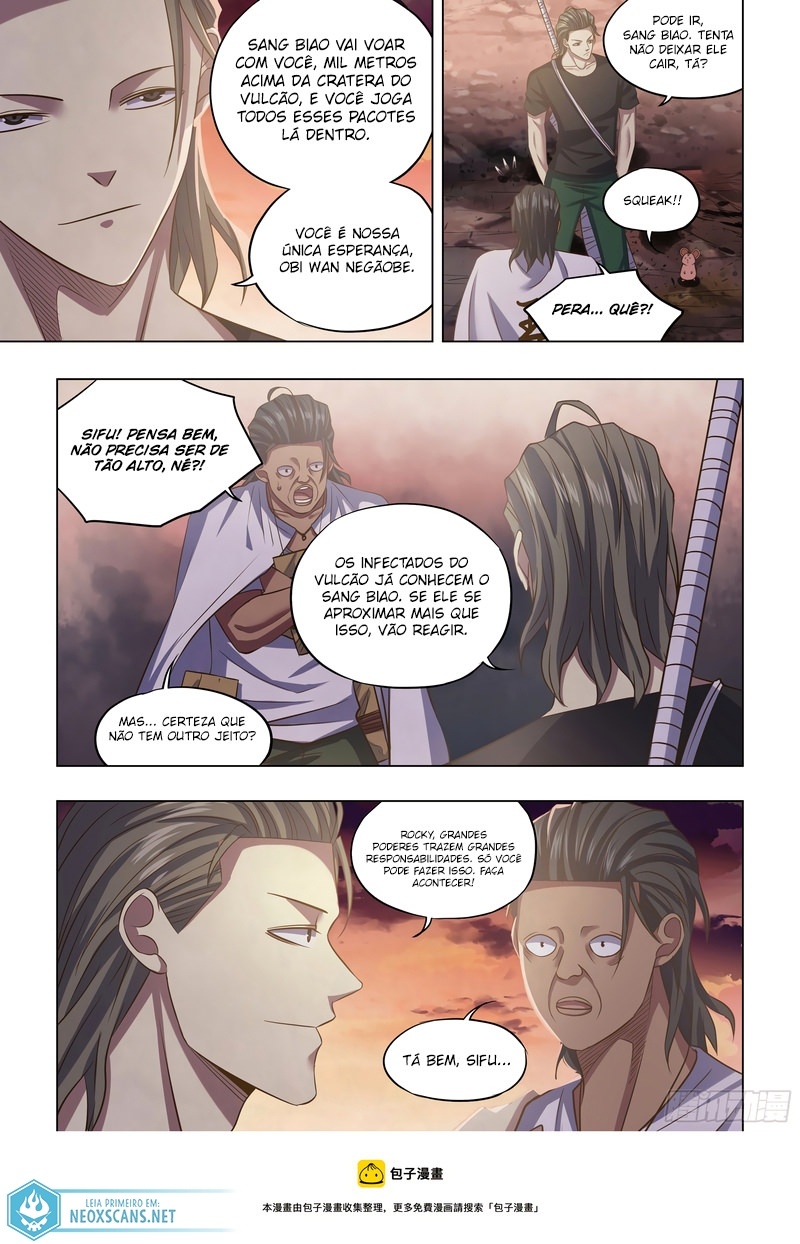 SANG BIAO VAI VOAR
COM VOCÊ, MIL METROS
ACIMA DA CRATERA DO
VULCÃO, E VOCÊ JOGA
TODOS ESSES PACOTES
LÁ DENTRO.
VOCÊ É NOSSA
ÚNICA ESPERANÇA,
OBI WAN NEGÃOBE.
PODE IR,
SANG BIAO. TENTA
NÃO DEIXAR ELE
CAIR, TÁ?
SQUEAK!!
PERA... QUÊ?!
SIFU! PENSA BEM,
NÃO PRECISA SER DE
TÃO ALTO, NÉ?!
OS INFECTADOS DO
VULCÃO JÁ CONHECEM O
SANG BIAO. SE ELE SE
APROXIMAR MAIS QUE
ISSO, VÃO REAGIR.
MAS... CERTEZA QUE
NÃO TEM OUTRO JEITO?
ROCKY, GRANDES
PODERES TRAZEM GRANDES
RESPONSABILIDADES. SÓ VOCÊ
PODE FAZER ISSO. FAÇA
ACONTECER!
TÁ BEM, SIFU...
腾讯动漫
包子漫畫
本漫畫由包子漫畫收集整理，更多免費漫畫請搜索「包子漫畫」
LEIA PRIMEIRO EM:
NEOXSCANS.NET